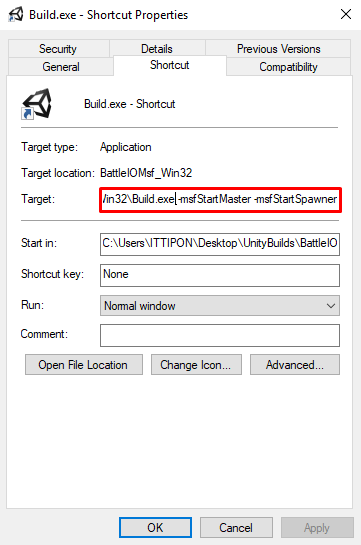 Build.exe - Shortcut Properties
Security Details Previous Versions
General Shortcut Compatibility
Build.exe - Shortcut
Target type: Application
Target location: BattleIOMsf_Win32
Target: /in32\Build.exe -msfStartMaster -msfStartSpawner
Start in: C:\Users\ITTIPON\Desktop\UnityBuilds\BattleIO
Shortcut key: None
Run: Normal window
Comment:
Open File Location Change Icon... Advanced...
OK Cancel Apply